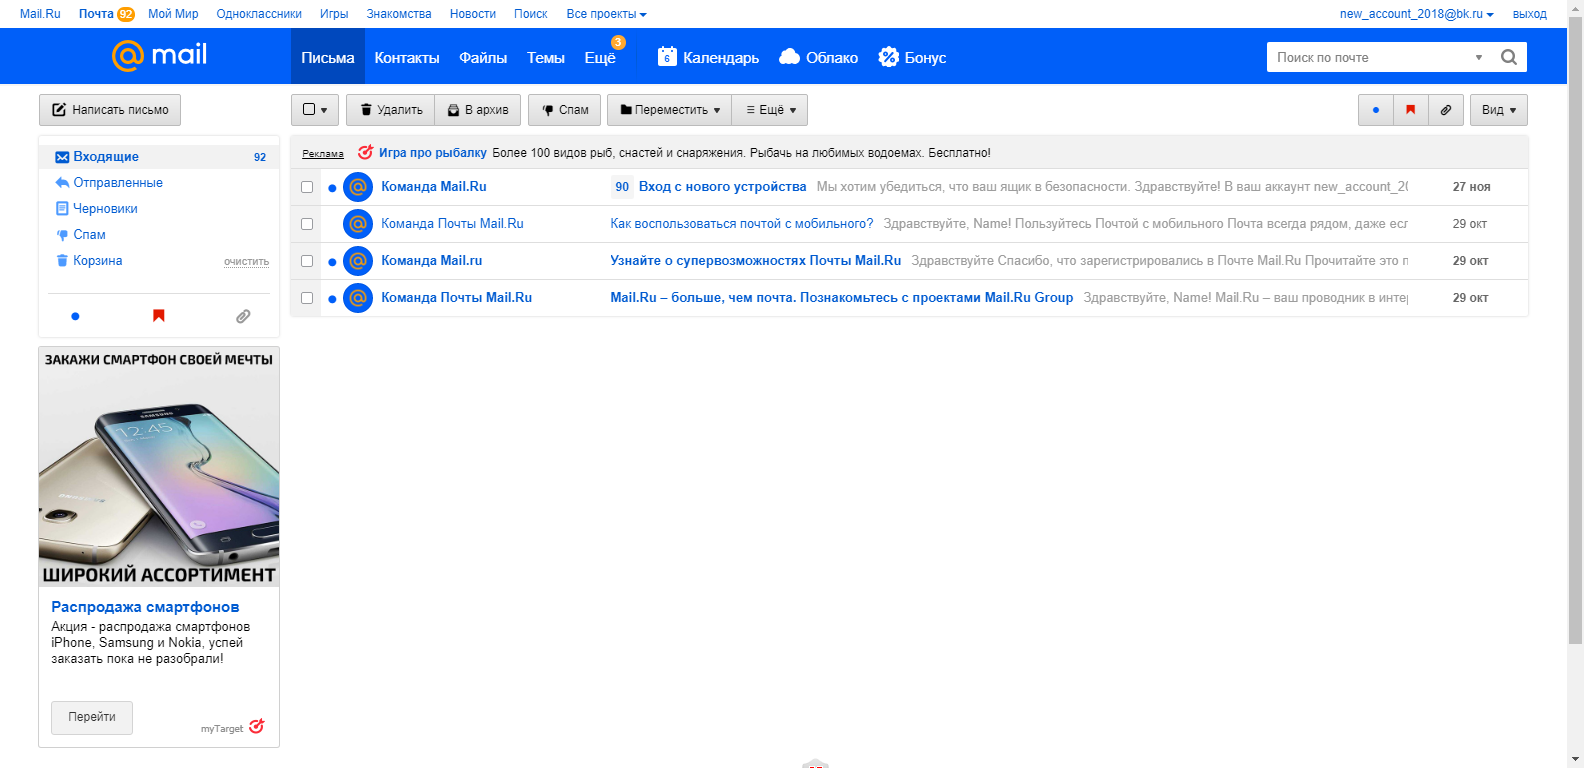 Mail.Ru Почта 92 Мой Мир Одноклассники Игры Знакомства Новости Поиск Все проекты new_account_2018@bk.ru выход
@mail Письма Контакты Файлы Темы Ещё 3 6 Календарь Облако Бонус Поиск по почте
Написать письмо Удалить В архив Спам Переместить Ещё Вид
Входящие 92
Отправленные
Черновики
Спам
Корзина очистить
Реклама Игра про рыбалку Более 100 видов рыб, снастей и снаряжения. Рыбачь на любимых водоемах. Бесплатно!
Команда Mail.Ru 90 Вход с нового устройства Мы хотим убедиться, что ваш ящик в безопасности. Здравствуйте! В ваш аккаунт new_account_20 27 ноя
Команда Почты Mail.Ru Как воспользоваться почтой с мобильного? Здравствуйте, Name! Пользуйтесь Почтой с мобильного Почта всегда рядом, даже есл 29 окт
Команда Mail.ru Узнайте о супервозможностях Почты Mail.Ru Здравствуйте Спасибо, что зарегистрировались в Почте Mail.Ru Прочитайте это п 29 окт
Команда Почты Mail.Ru Mail.Ru – больше, чем почта. Познакомьтесь с проектами Mail.Ru Group Здравствуйте, Name! Mail.Ru – ваш проводник в интер 29 окт
ЗАКАЖИ СМАРТФОН СВОЕЙ МЕЧТЫ
SAMSUNG
12:45
SAMSUNG
ШИРОКИЙ АССОРТИМЕНТ
Распродажа смартфонов
Акция - распродажа смартфонов
iPhone, Samsung и Nokia, успей
заказать пока не разобрали!
Перейти
myTarget